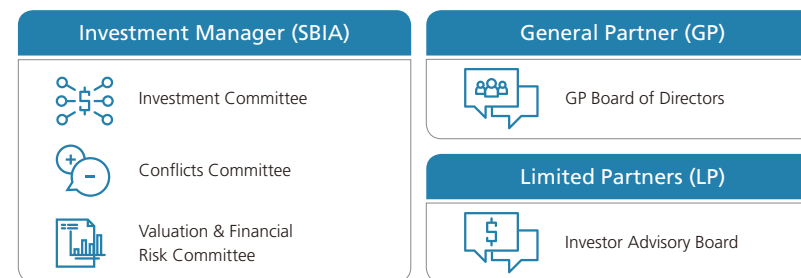 Investment Manager (SBIA)
Investment Committee
Conflicts Committee
Valuation & Financial
Risk Committee
General Partner (GP)
GP Board of Directors
Limited Partners (LP)
Investor Advisory Board